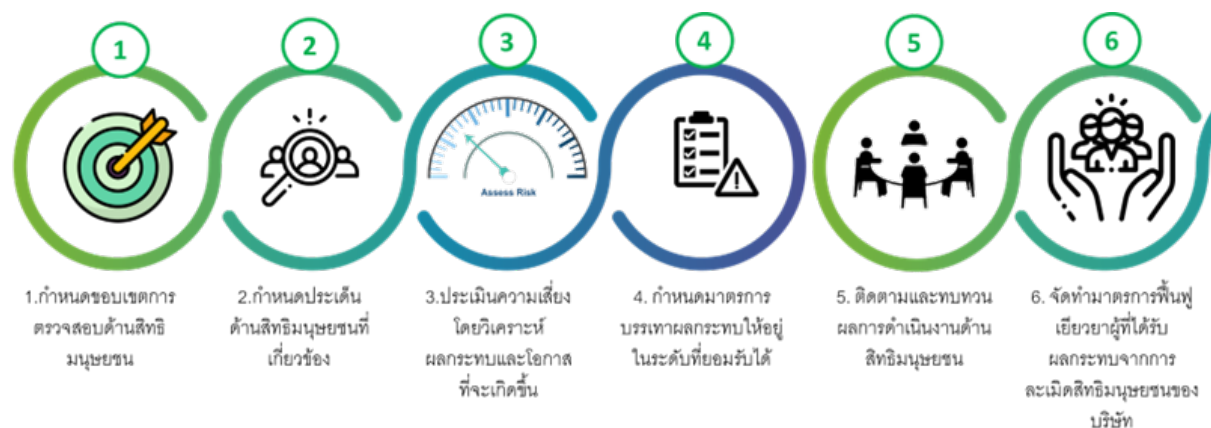 1
2
3
4
5
6
Assess Risk
1.กำหนดขอบเขตการ
ตรวจสอบด้านสิทธิ
มนุษยชน
2.กำหนดประเด็น
ด้านสิทธิมนุษยชนที่
เกี่ยวข้อง
3.ประเมินความเสี่ยง
โดยวิเคราะห์
ผลกระทบและโอกาส
ที่จะเกิดขึ้น
4. กำหนดมาตรการ
บรรเทาผลกระทบให้อยู่
ในระดับที่ยอมรับได้
5. ติดตามและทบทวน
ผลการดำเนินงานด้าน
สิทธิมนุษยชน
6. จัดทำมาตรการฟื้นฟู
เยียวยาผู้ที่ได้รับ
ผลกระทบจากการ
ละเมิดสิทธิมนุษยชนของ
บริษัท